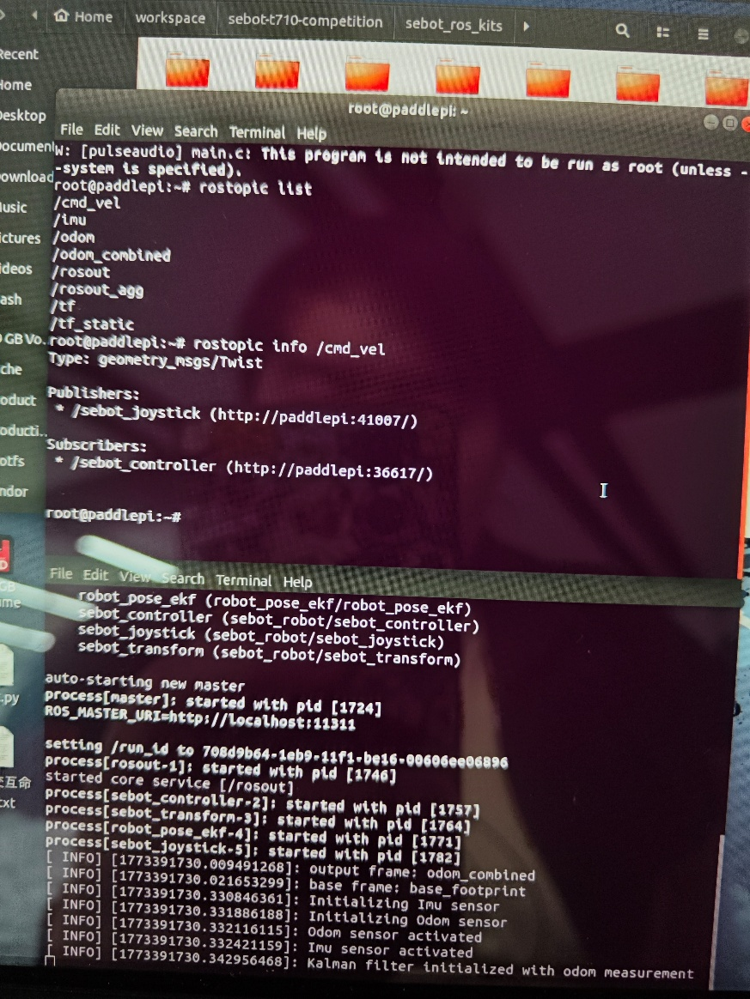 Home workspace sebot-t710-competition sebot_ros_kits
Recent
Home
Desktop
Documen
ownload
usic
ictures
ideos
ash
GB Vo..
che
oduct
oducti..
otfs
ndor
root@paddlepi: ~
File Edit View Search Terminal Help
W: [pulseaudio] main.c: This program is not intended to be run as root (unless -
-system is specified).
root@paddlepi:~# rostopic list
/cmd_vel
/imu
/odom
/odom_combined
/rosout
/rosout_agg
/tf
/tf_static
root@paddlepi:~# rostopic info /cmd_vel
Type: geometry_msgs/Twist
Publishers:
* /sebot_joystick (http://paddlepi:41007/)
Subscribers:
* /sebot_controller (http://paddlepi:36617/)
root@paddlepi:~#
File Edit View Search Terminal Help
robot_pose_ekf (robot_pose_ekf/robot_pose_ekf)
sebot_controller (sebot_robot/sebot_controller)
sebot_joystick (sebot_robot/sebot_joystick)
sebot_transform (sebot_robot/sebot_transform)
auto-starting new master
process[master]: started with pid [1724]
ROS_MASTER_URI=http://localhost:11311
setting /run_id to 708d9b64-1eb9-11f1-be16-00606ee06896
process[rosout-1]: started with pid [1746]
started core service [/rosout]
process[sebot_controller-2]: started with pid [1757]
process[sebot_transform-3]: started with pid [1764]
process[robot_pose_ekf-4]: started with pid [1771]
process[sebot_joystick-5]: started with pid [1782]
[ INFO] [1773391730.009491268]: output frame: odom_combined
[ INFO] [1773391730.021653299]: base frame: base_footprint
[ INFO] [1773391730.330846361]: Initializing Imu sensor
[ INFO] [1773391730.331886188]: Initializing Odom sensor
[ INFO] [1773391730.332116115]: Odom sensor activated
[ INFO] [1773391730.332421159]: Imu sensor activated
[ INFO] [1773391730.342956468]: Kalman filter initialized with odom measurement
.py
互命
txt